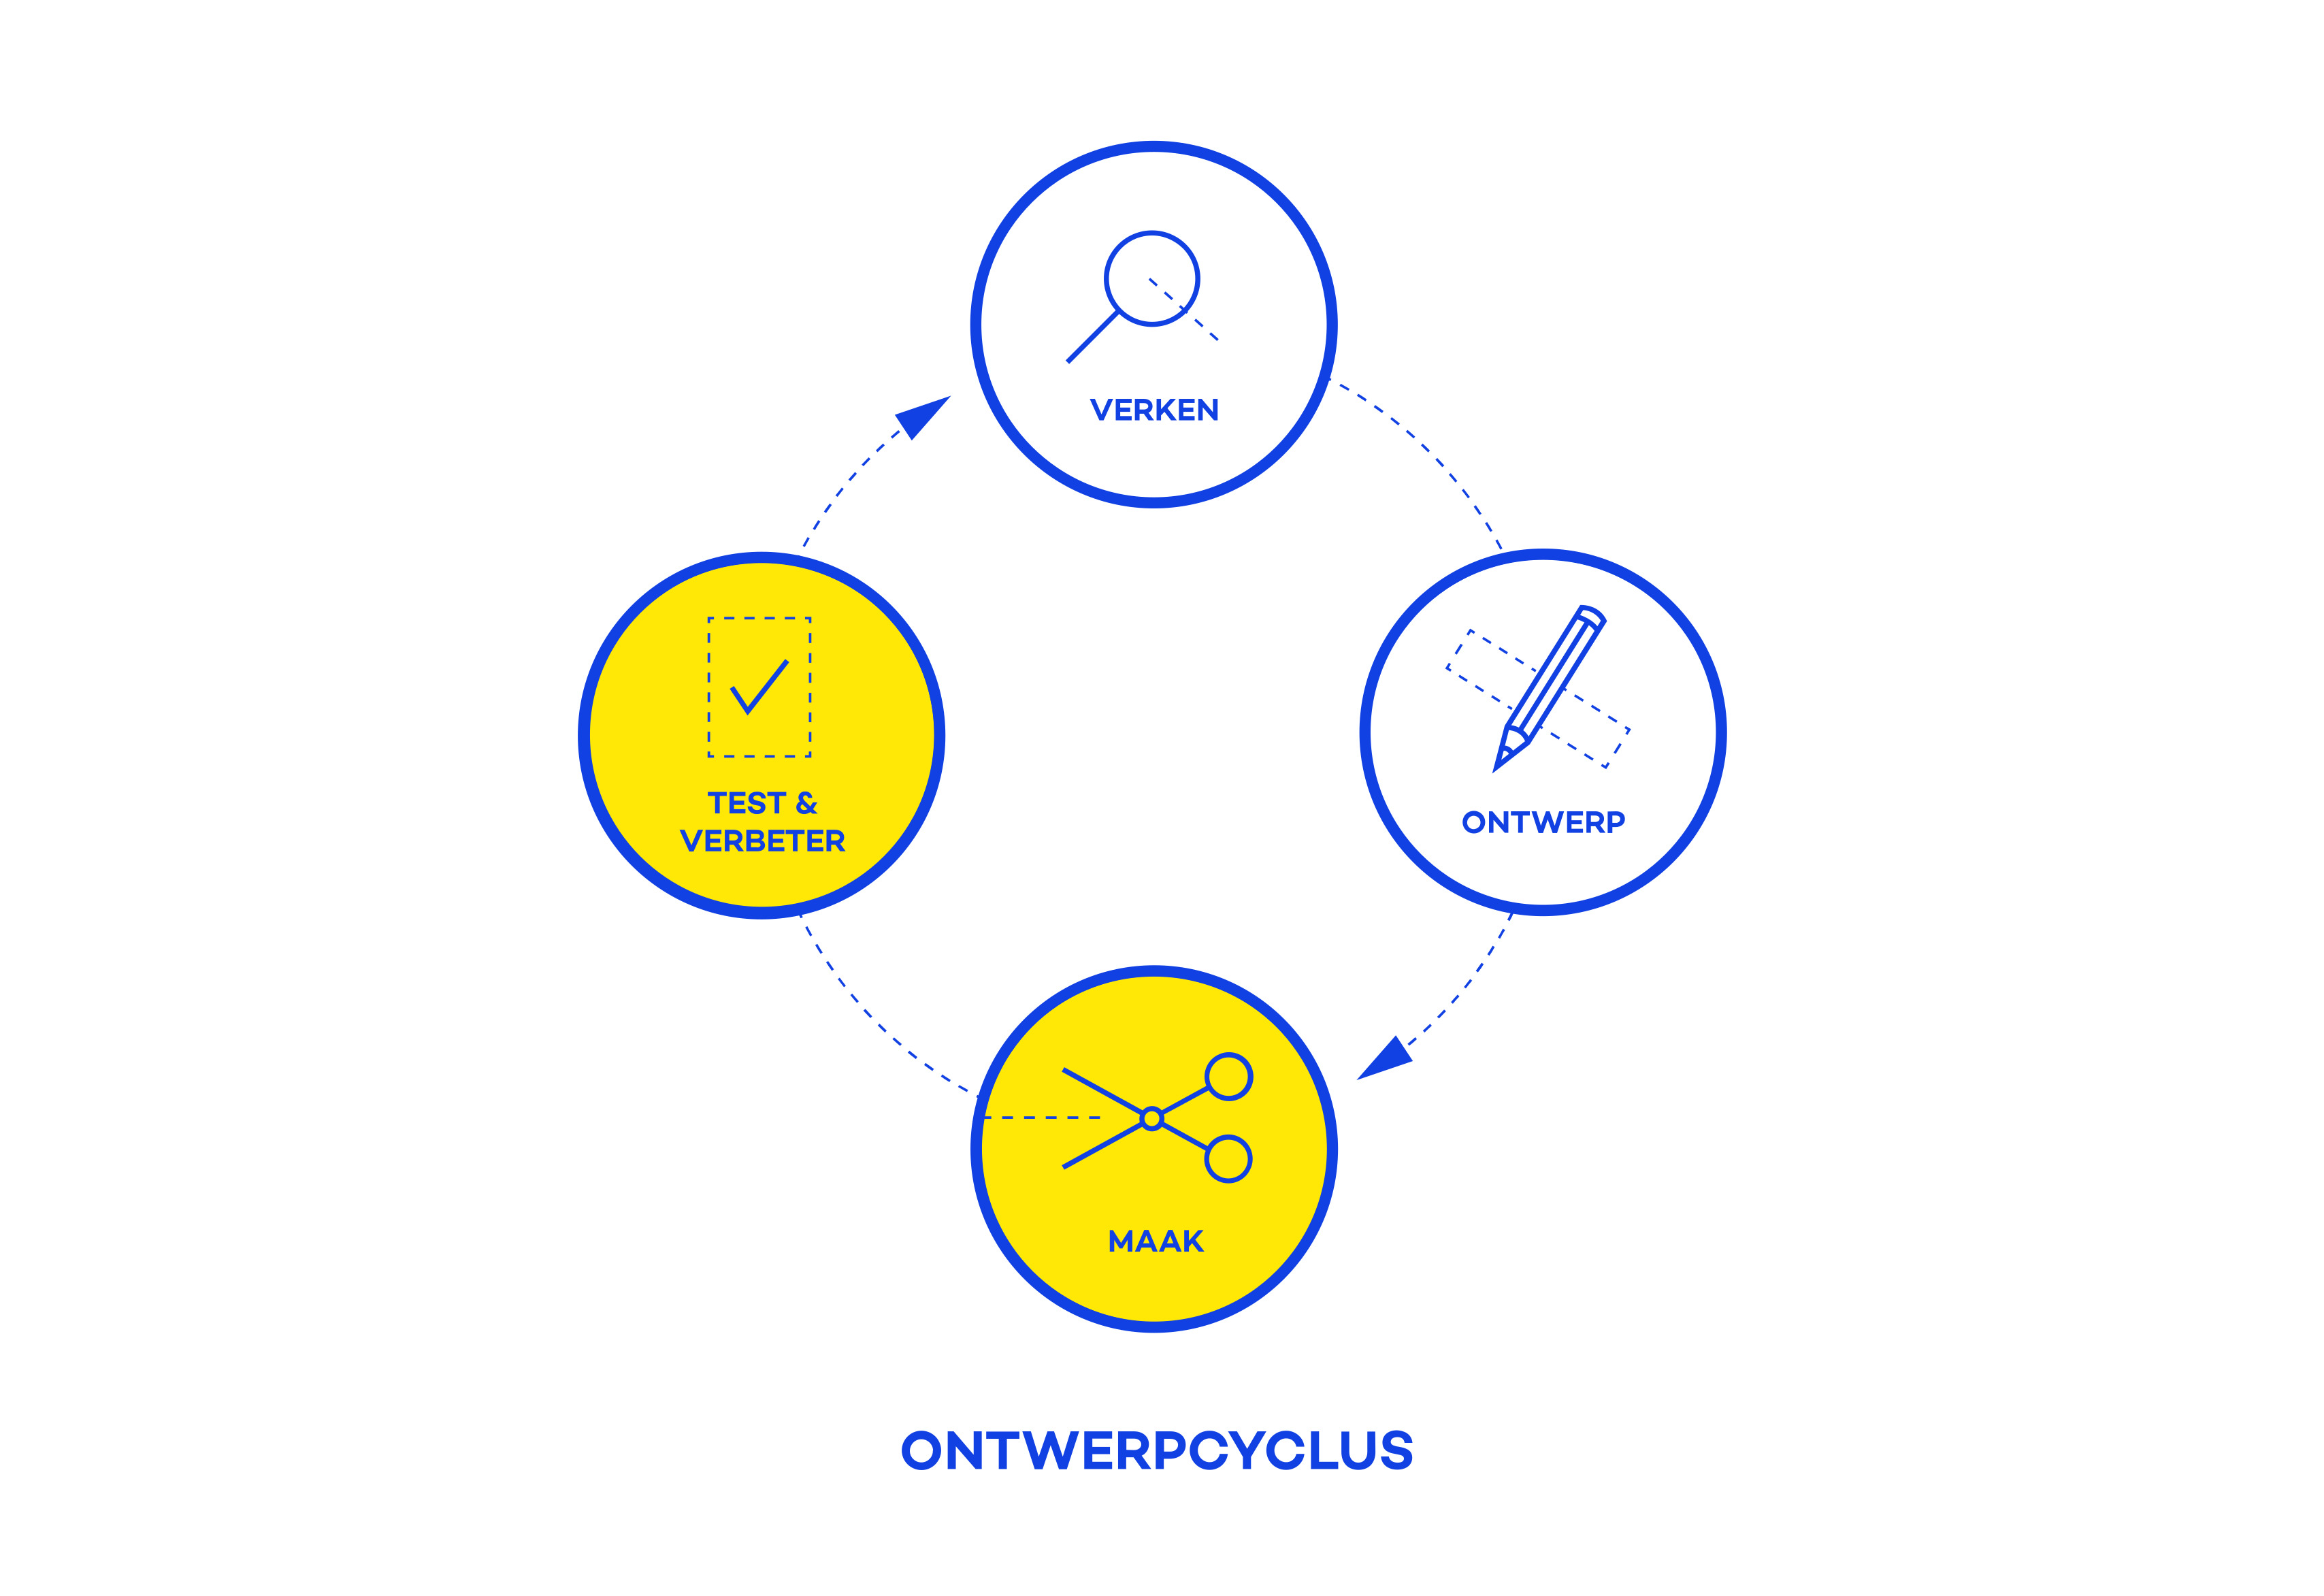 VERKEN
ONTWERP
MAAK
TEST &
VERBETER
ONTWERPCYCLUS